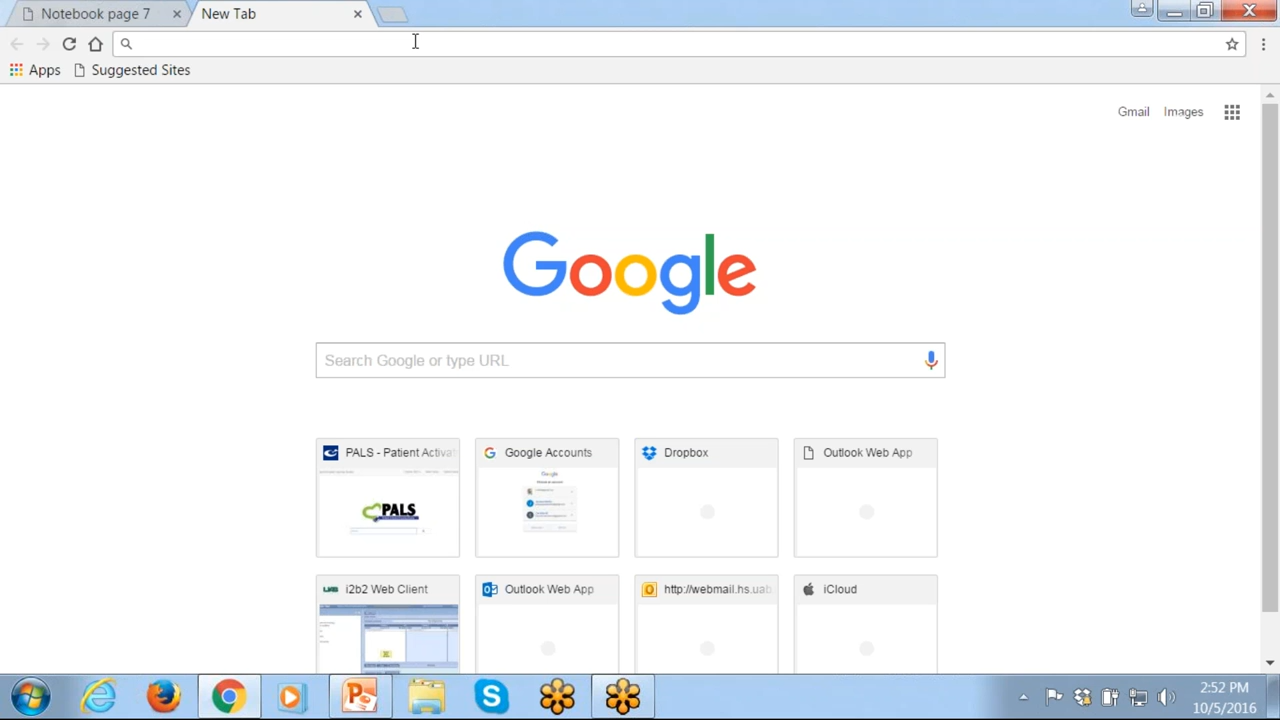 Notebook page 7
New Tab
Apps
Suggested Sites
Gmail
Images
Google
Search Google or type URL
PALS - Patient Activat
Google Accounts
Dropbox
Outlook Web App
PALS
Google
i2b2 Web Client
Outlook Web App
http://webmail.hs.uab
iCloud
2:52 PM
10/5/2016